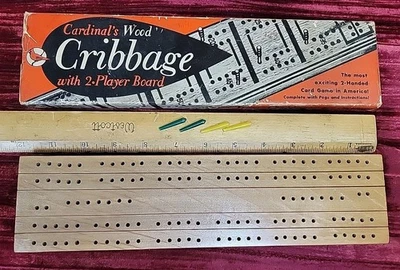 Cardinal's Wood
Cribbage
with 2-Player Board
The most
exciting 2-Handed
Card Game in America!
Complete with Pegs and Instructions!
Westcott